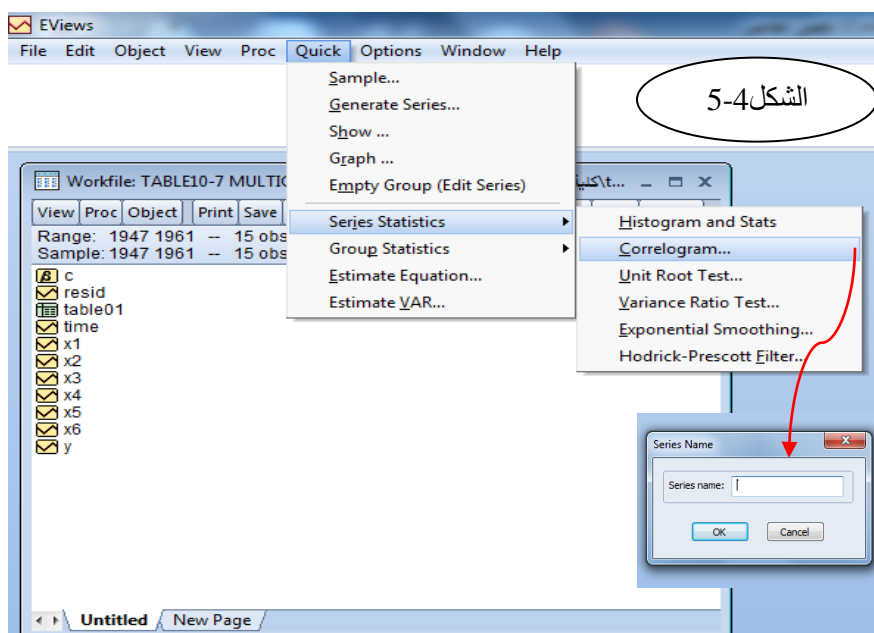 EViews
File Edit Object View Proc Quick Options Window Help
Sample...
Generate Series...
Show ...
Graph ...
Empty Group (Edit Series)
Series Statistics
Group Statistics
Estimate Equation...
Estimate VAR...
الشكل4-5
Workfile: TABLE10-7 MULTIC
\t...
View Proc Object Print Save
Range: 1947 1961 -- 15 obs
Sample: 1947 1961 -- 15 obs
c
resid
table01
time
x1
x2
x3
x4
x5
x6
y
Histogram and Stats
Correlogram...
Unit Root Test...
Variance Ratio Test...
Exponential Smoothing...
Hodrick-Prescott Filter...
Series Name
Series name:
OK Cancel
Untitled New Page